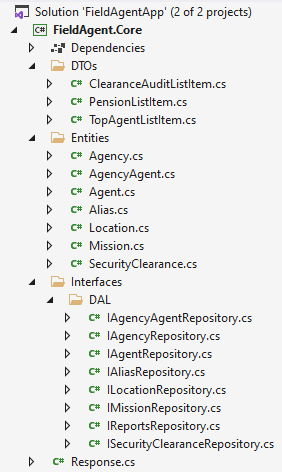 Solution 'FieldAgentApp' (2 of 2 projects)
C# FieldAgent.Core
Dependencies
DTOs
C# ClearanceAuditListItem.cs
C# PensionListItem.cs
C# TopAgentListItem.cs
Entities
C# Agency.cs
C# AgencyAgent.cs
C# Agent.cs
C# Alias.cs
C# Location.cs
C# Mission.cs
C# SecurityClearance.cs
Interfaces
DAL
C# IAgencyAgentRepository.cs
C# IAgencyRepository.cs
C# IAgentRepository.cs
C# IAliasRepository.cs
C# ILocationRepository.cs
C# IMissionRepository.cs
C# IReportsRepository.cs
C# ISecurityClearanceRepository.cs
C# Response.cs